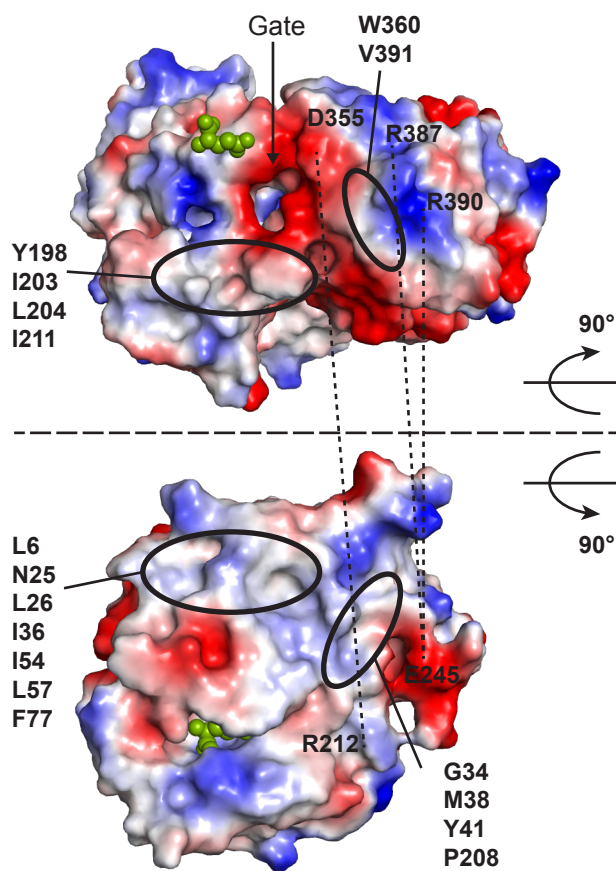 Gate
W360
V391
D355
R387
R390
Y198
I203
L204
I211
90°
90°
L6
N25
L26
I36
I54
L57
F77
E245
R212
G34
M38
Y41
P208